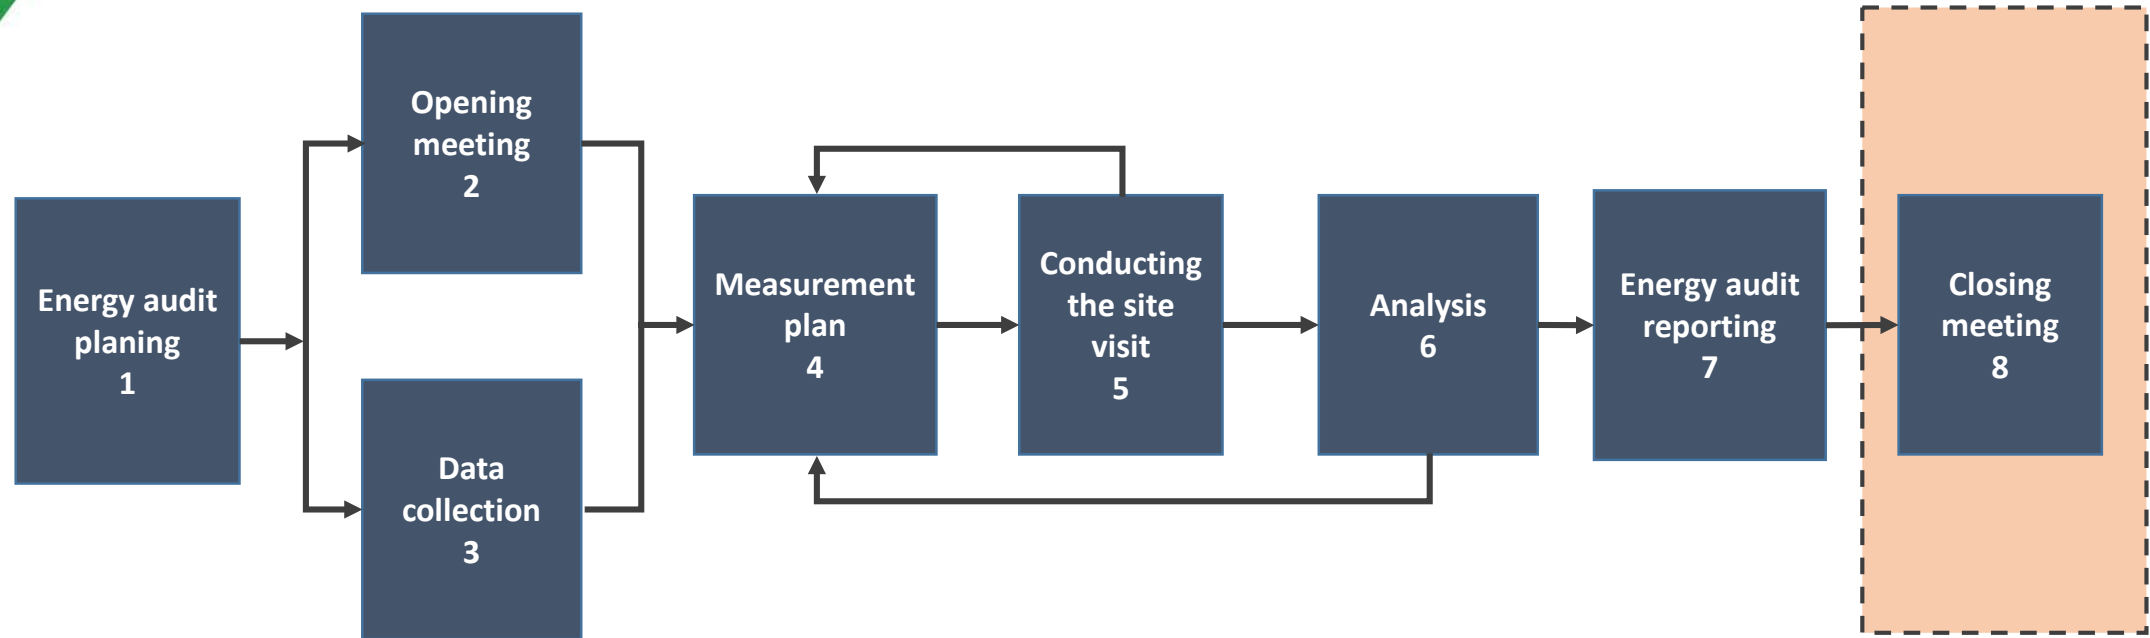 Energy audit
planing
1
Opening
meeting
2
Data
collection
3
Measurement
plan
4
Conducting
the site
visit
5
Analysis
6
Energy audit
reporting
7
Closing
meeting
8